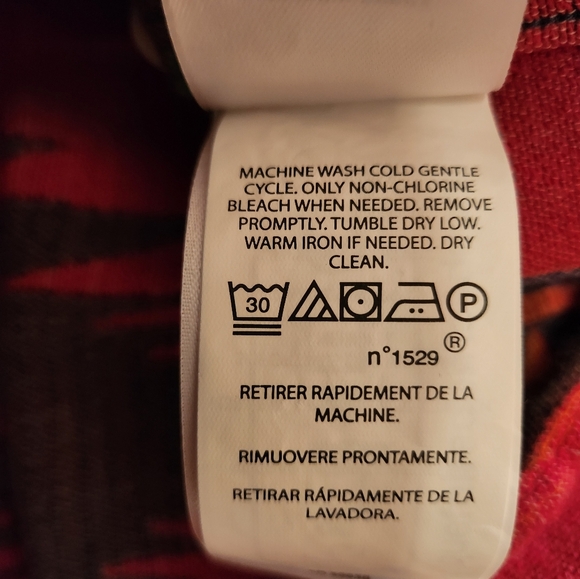 MACHINE WASH COLD GENTLE
CYCLE. ONLY NON-CHLORINE
BLEACH WHEN NEEDED. REMOVE
PROMPTLY. TUMBLE DRY LOW.
WARM IRON IF NEEDED. DRY
CLEAN.
30 P
n°1529 ®
RETIRER RAPIDEMENT DE LA
MACHINE.
RIMUOVERE PRONTAMENTE.
RETIRAR RÁPIDAMENTE DE LA
LAVADORA.